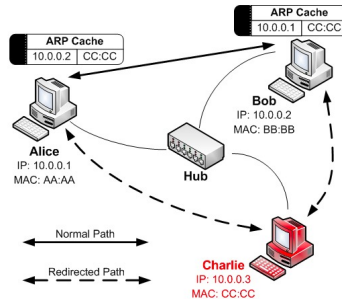 ARP Cache
10.0.0.1 CC:CC
ARP Cache
10.0.0.2 CC:CC
Bob
IP: 10.0.0.2
MAC: BB:BB
Alice
IP: 10.0.0.1
MAC: AA:AA
Hub
Normal Path
Redirected Path
Charlie
IP: 10.0.0.3
MAC: CC:CC